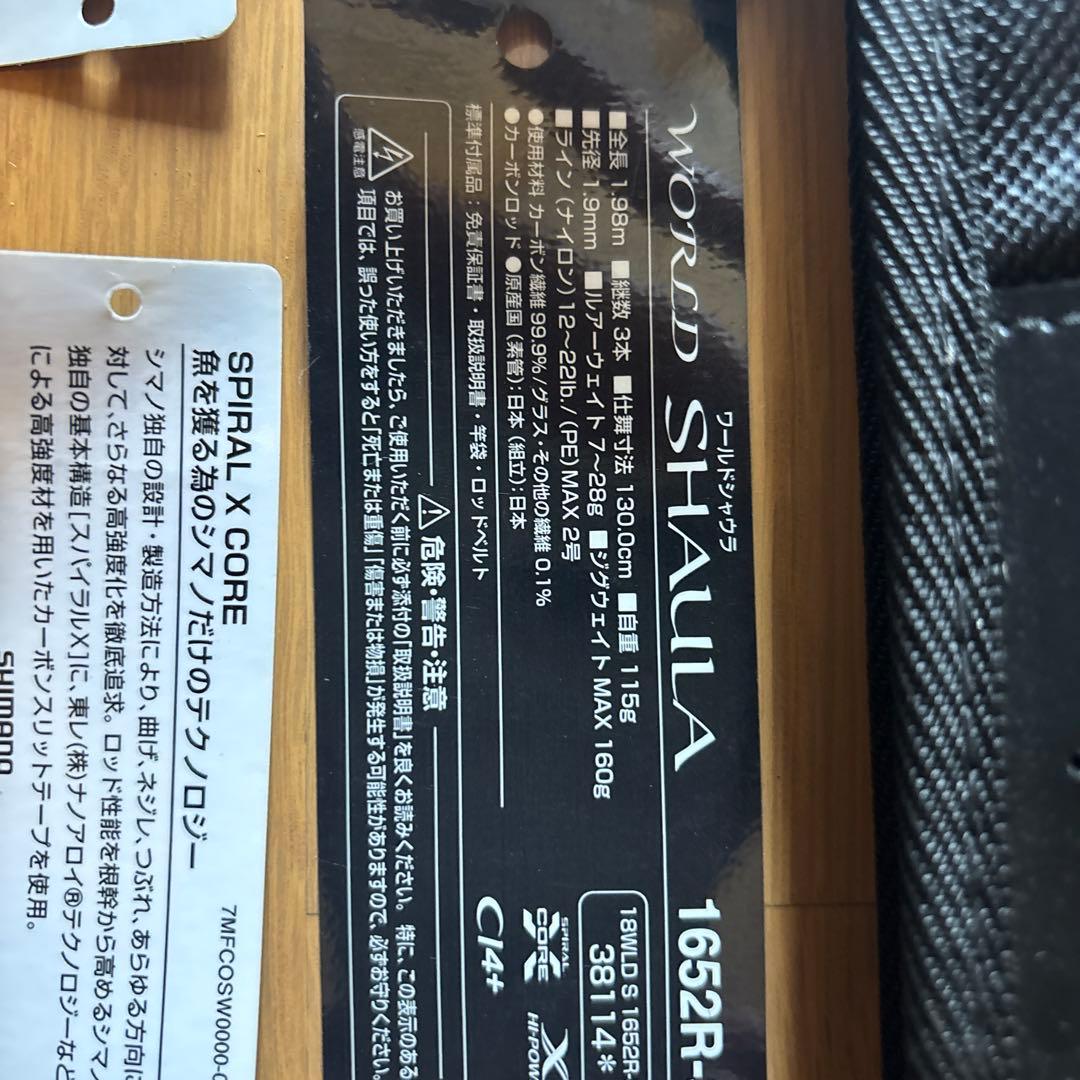 ワールドシャウラ
WORLD SHAULA 1652R-
■全長 1.98m ■継数 3本 ■仕舞寸法 130.0cm ■自重 115g
■先径 1.9mm ■ルアーウェイト 7～28g ■ジグウェイト MAX 160g
■ライン (ナイロン) 12～22lb./(PE) MAX 2号
●使用材料 カーボン繊維 99.9%/グラス・その他の繊維 0.1%
●カーボンロッド ●原産国 (素管):日本 (組立):日本
標準付属品：免責保証書・取扱説明書・竿袋・ロッドベルト
18WLD S 1652R-
38114*
SPIRAL
X
CORE
HI-POW
CI4+
危険・警告・注意
お買い上げいただきましたら、ご使用いただく前に必ず添付の「取扱説明書」を良くお読みください。特に、この表示のある
項目では、誤った使い方をすると「死亡または重傷」「傷害または物損」が発生する可能性がありますので、必ずお守りください。
感電注意
SPIRAL X CORE
魚を獲る為のシマノだけのテクノロジー
シマノ独自の設計・製造方法により、曲げ、ネジレ、つぶれ、あらゆる方向に
対して、さらなる高強度化を徹底追求。ロッド性能を根幹から高めるシマノ
独自の基本構造[スパイラルX]に、東レ(株)ナノアロイ®テクノロジーなど
による高強度材を用いたカーボンスリットテープを使用。
7MFCOSW0000-0
SHIMANO